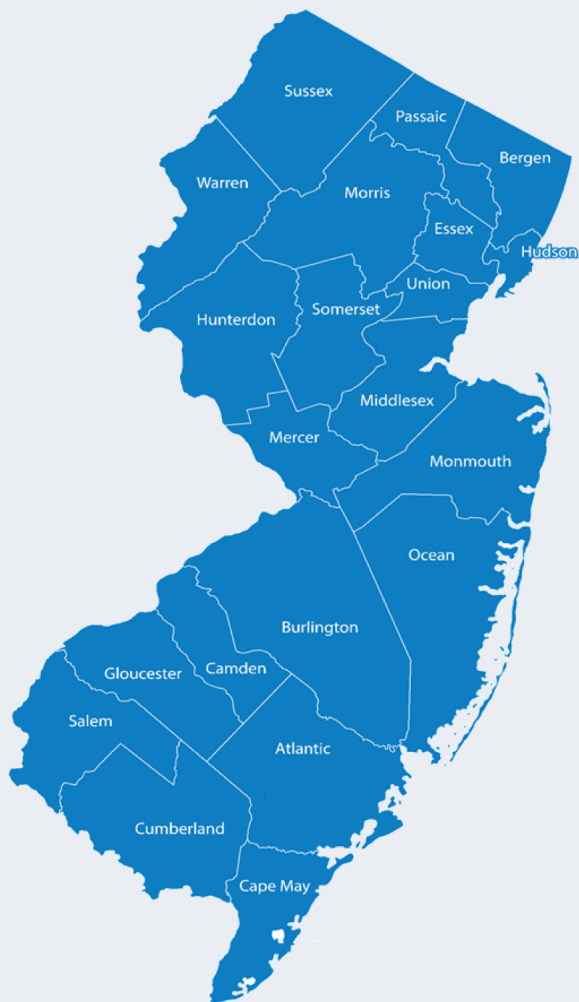 Sussex
Passaic
Bergen
Warren
Morris
Essex
Hudson
Union
Somerset
Hunterdon
Middlesex
Mercer
Monmouth
Ocean
Burlington
Camden
Gloucester
Salem
Atlantic
Cumberland
Cape May